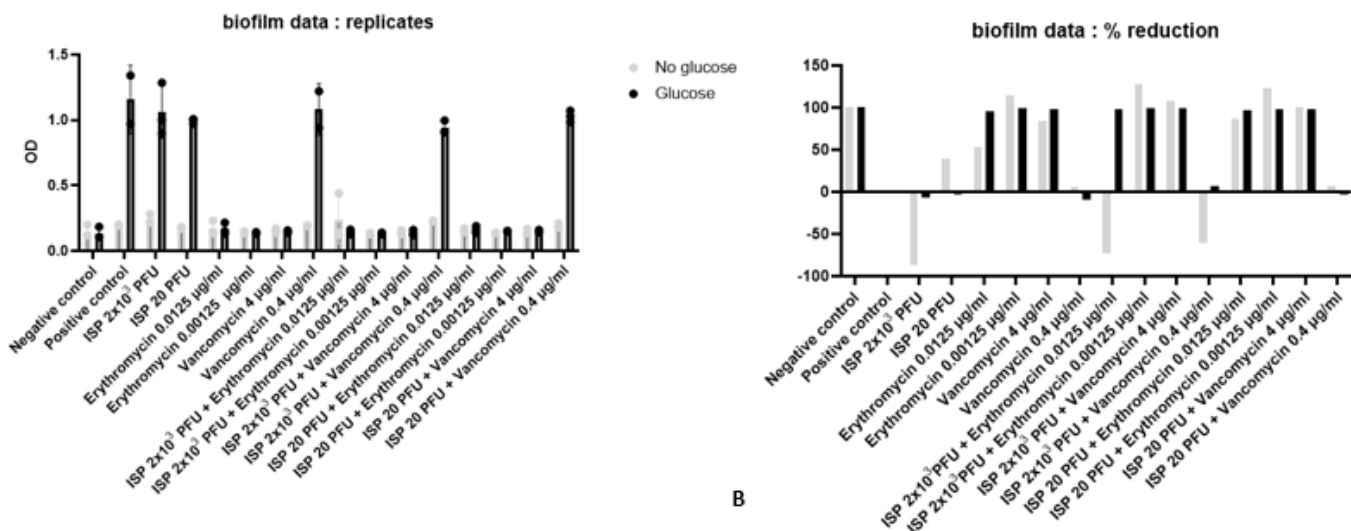 biofilm data : replicates
1.5
1.0
0.5
0.0
OD
No glucose
Glucose
Negative control
Positive control
ISP 2x10³ PFU
ISP 20 PFU
Erythromycin 0.0125 µg/ml
Erythromycin 0.00125 µg/ml
Vancomycin 4 µg/ml
Vancomycin 0.4 µg/ml
ISP 2x10³ PFU + Erythromycin 0.0125 µg/ml
ISP 2x10³ PFU + Erythromycin 0.00125 µg/ml
ISP 2x10³ PFU + Vancomycin 4 µg/ml
ISP 2x10³ PFU + Vancomycin 0.4 µg/ml
ISP 20 PFU + Erythromycin 0.0125 µg/ml
ISP 20 PFU + Erythromycin 0.00125 µg/ml
ISP 20 PFU + Vancomycin 4 µg/ml
ISP 20 PFU + Vancomycin 0.4 µg/ml
biofilm data : % reduction
150
100
50
0
-50
-100
Negative control
Positive control
ISP 2x10³ PFU
ISP 20 PFU
Erythromycin 0.0125 µg/ml
Erythromycin 0.00125 µg/ml
Vancomycin 4 µg/ml
Vancomycin 0.4 µg/ml
ISP 2x10³PFU + Erythromycin 0.0125 µg/ml
ISP 2x10³ PFU + Erythromycin 0.00125 µg/ml
ISP 2x10³ PFU + Vancomycin 4 µg/ml
ISP 2x10³ PFU + Vancomycin 0.4 µg/ml
ISP 20 PFU + Erythromycin 0.0125 µg/ml
ISP 20 PFU + Erythromycin 0.00125 µg/ml
ISP 20 PFU + Vancomycin 4 µg/ml
ISP 20 PFU + Vancomycin 0.4 µg/ml
B